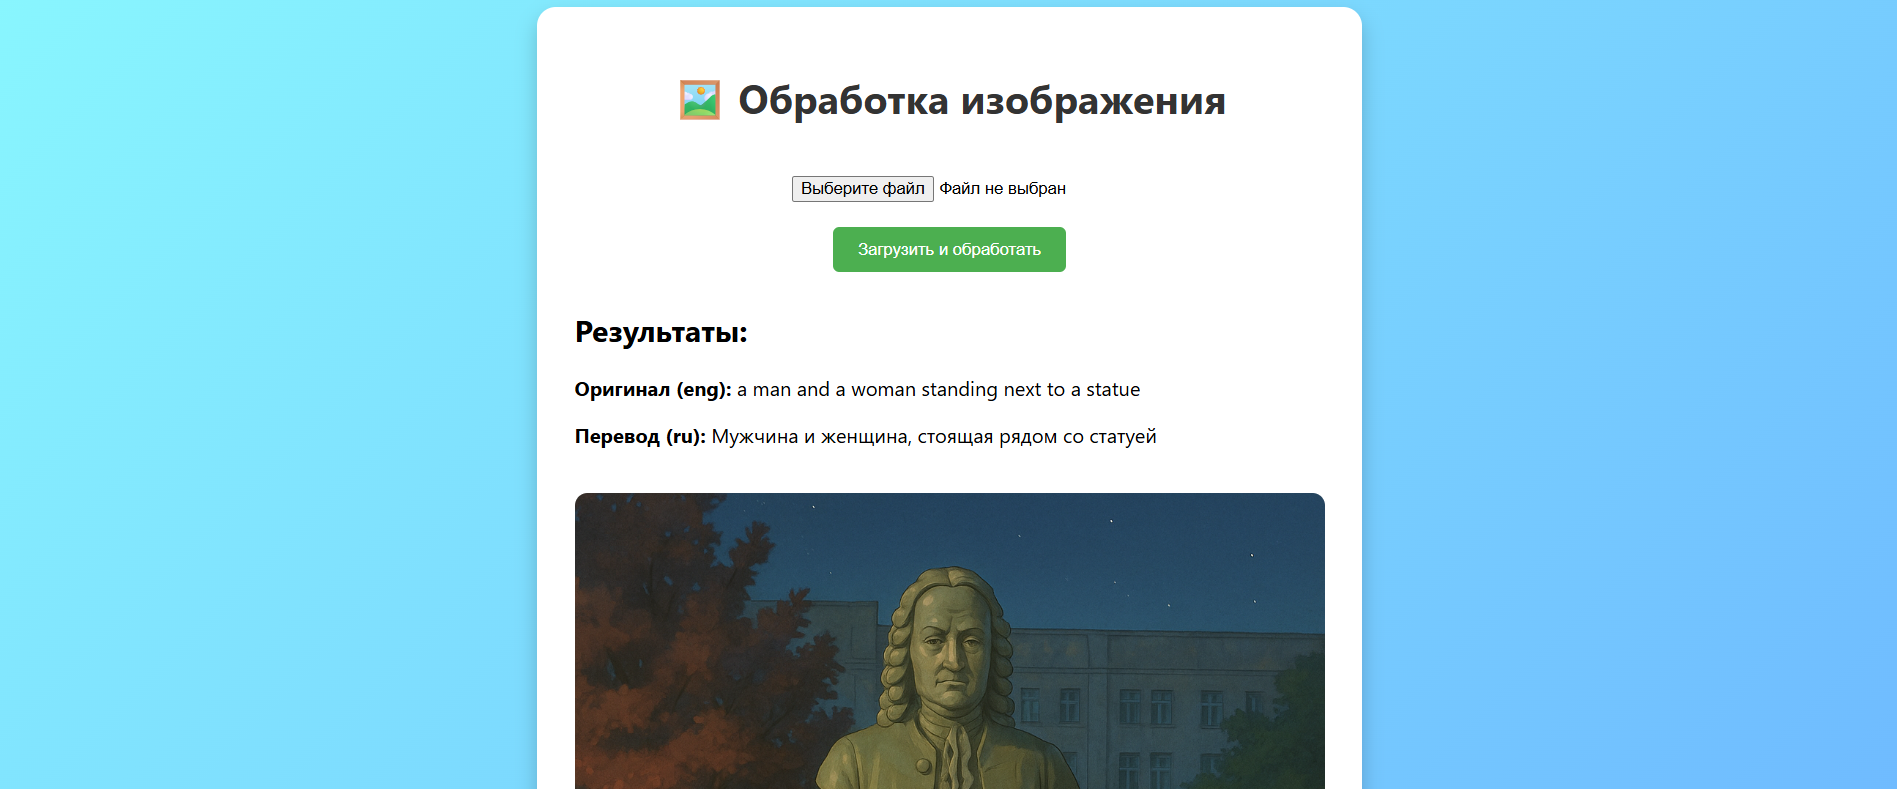 Обработка изображения
Выберите файл Файл не выбран
Загрузить и обработать
Результаты:
Оригинал (eng): a man and a woman standing next to a statue
Перевод (ru): Мужчина и женщина, стоящая рядом со статуей